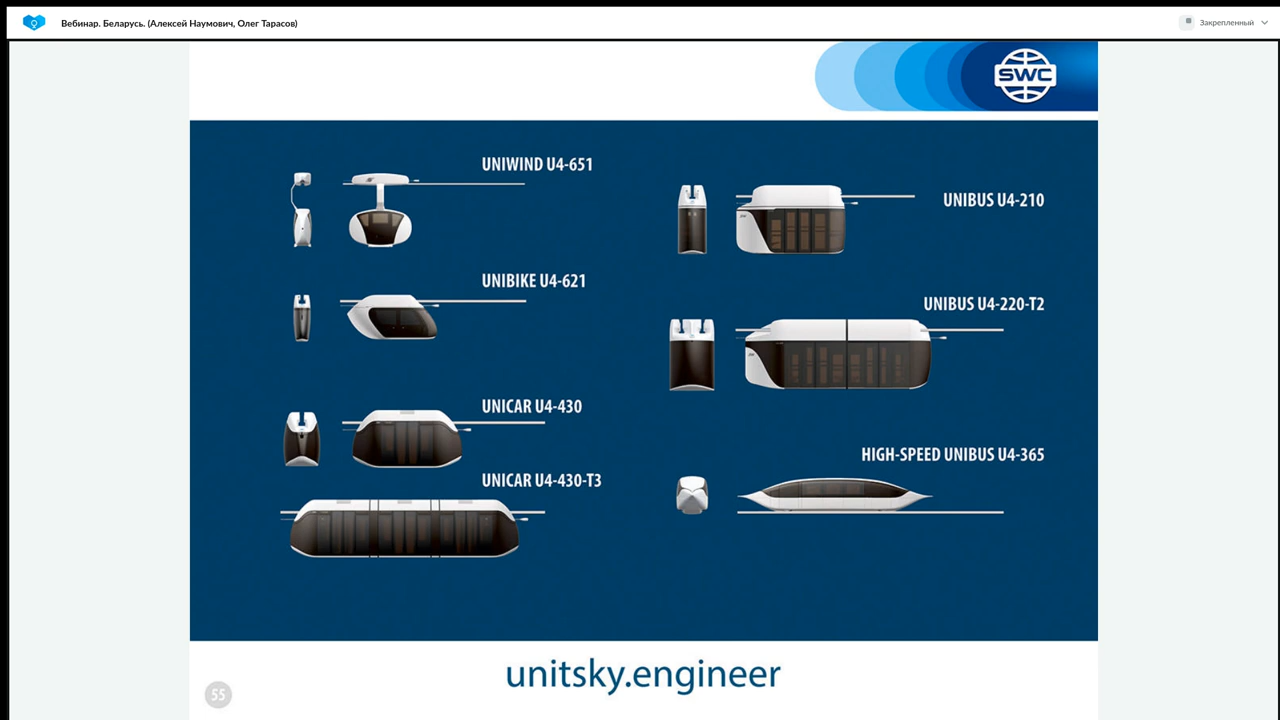 Вебинар. Беларусь. (Алексей Наумович, Олег Тарасов)
Закрепленный
SWC
UNIWIND U4-651
UNIBUS U4-210
UNIBIKE U4-621
UNIBUS U4-220-T2
UNICAR U4-430
HIGH-SPEED UNIBUS U4-365
UNICAR U4-430-T3
unitsky.engineer
55